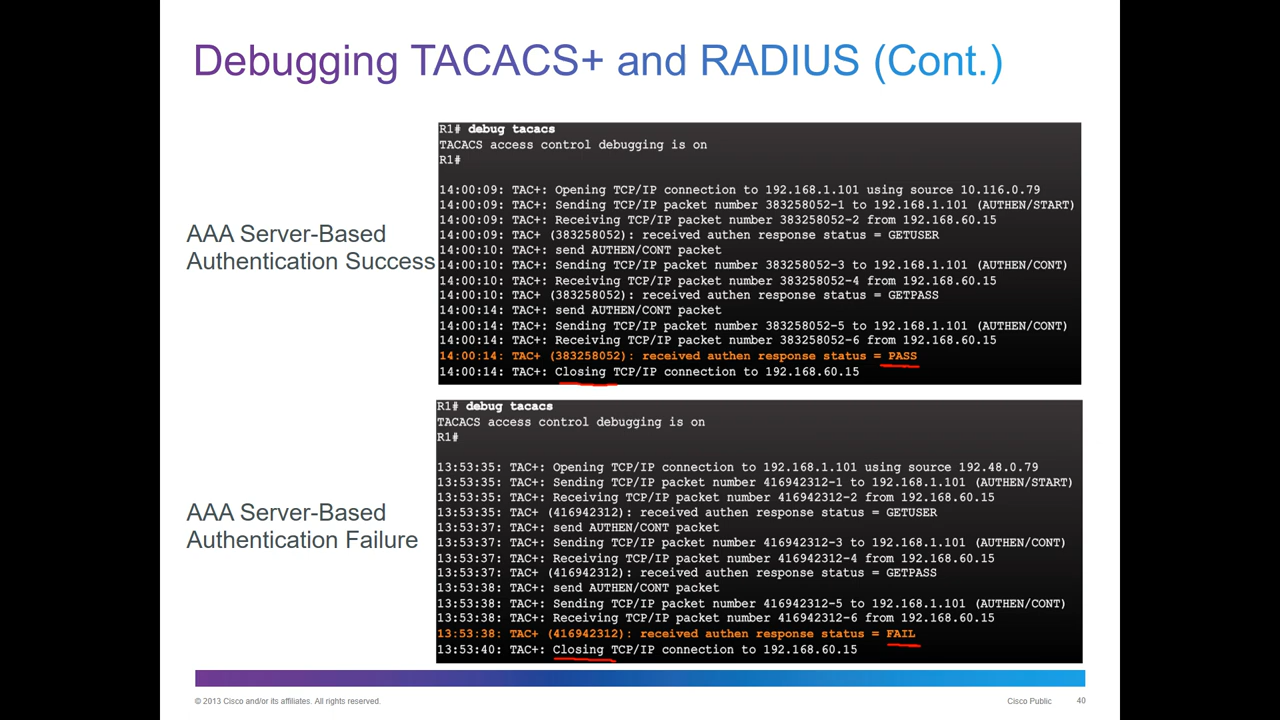 Debugging TACACS+ and RADIUS (Cont.)
AAA Server-Based
Authentication Success
R1# debug tacacs
TACACS access control debugging is on
R1#
14:00:09: TAC+: Opening TCP/IP connection to 192.168.1.101 using source 10.116.0.79
14:00:09: TAC+: Sending TCP/IP packet number 383258052-1 to 192.168.1.101 (AUTHEN/START)
14:00:09: TAC+: Receiving TCP/IP packet number 383258052-2 from 192.168.60.15
14:00:09: TAC+ (383258052): received authen response status = GETUSER
14:00:10: TAC+: send AUTHEN/CONT packet
14:00:10: TAC+: Sending TCP/IP packet number 383258052-3 to 192.168.1.101 (AUTHEN/CONT)
14:00:10: TAC+: Receiving TCP/IP packet number 383258052-4 from 192.168.60.15
14:00:10: TAC+ (383258052): received authen response status = GETPASS
14:00:14: TAC+: send AUTHEN/CONT packet
14:00:14: TAC+: Sending TCP/IP packet number 383258052-5 to 192.168.1.101 (AUTHEN/CONT)
14:00:14: TAC+: Receiving TCP/IP packet number 383258052-6 from 192.168.60.15
14:00:14: TAC+ (383258052): received authen response status = PASS
14:00:14: TAC+: Closing TCP/IP connection to 192.168.60.15
AAA Server-Based
Authentication Failure
R1# debug tacacs
TACACS access control debugging is on
R1#
13:53:35: TAC+: Opening TCP/IP connection to 192.168.1.101 using source 192.48.0.79
13:53:35: TAC+: Sending TCP/IP packet number 416942312-1 to 192.168.1.101 (AUTHEN/START)
13:53:35: TAC+: Receiving TCP/IP packet number 416942312-2 from 192.168.60.15
13:53:35: TAC+ (416942312): received authen response status = GETUSER
13:53:37: TAC+: send AUTHEN/CONT packet
13:53:37: TAC+: Sending TCP/IP packet number 416942312-3 to 192.168.1.101 (AUTHEN/CONT)
13:53:37: TAC+: Receiving TCP/IP packet number 416942312-4 from 192.168.60.15
13:53:37: TAC+ (416942312): received authen response status = GETPASS
13:53:38: TAC+: send AUTHEN/CONT packet
13:53:38: TAC+: Sending TCP/IP packet number 416942312-5 to 192.168.1.101 (AUTHEN/CONT)
13:53:38: TAC+: Receiving TCP/IP packet number 416942312-6 from 192.168.60.15
13:53:38: TAC+ (416942312): received authen response status = FAIL
13:53:40: TAC+: Closing TCP/IP connection to 192.168.60.15
© 2013 Cisco and/or its affiliates. All rights reserved.
Cisco Public
40